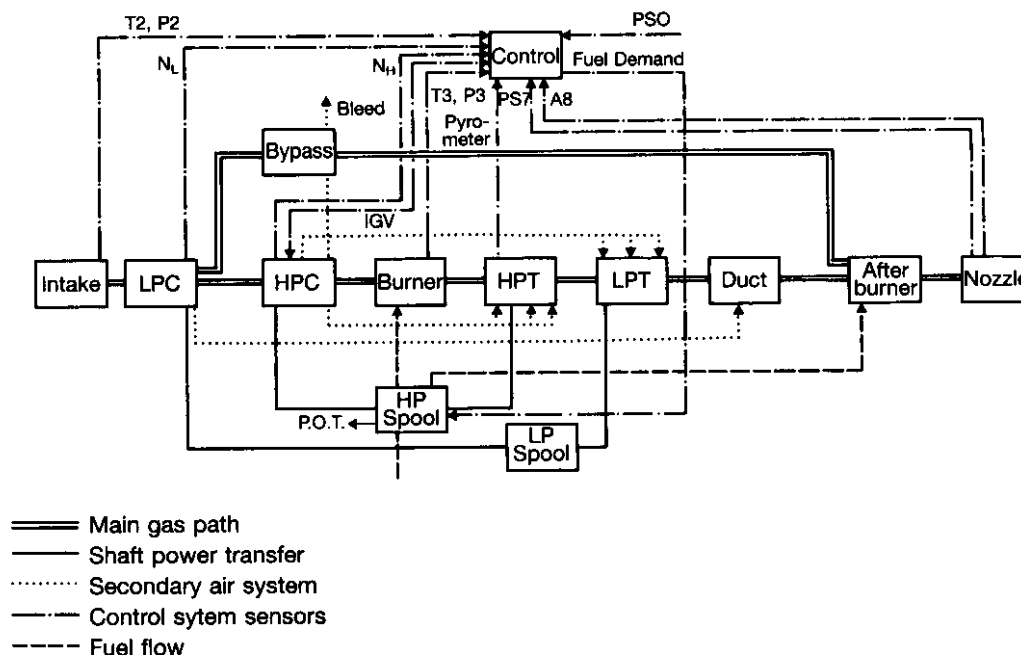 T2, P2
PSO
Control
N_L
N_H
Fuel Demand
T3, P3
PS7
A8
Bleed
Pyro-
meter
Bypass
IGV
Intake
LPC
HPC
Burner
HPT
LPT
Duct
After
burner
Nozzle
HP
Spool
P.O.T.
LP
Spool
Main gas path
Shaft power transfer
Secondary air system
Control sytem sensors
Fuel flow